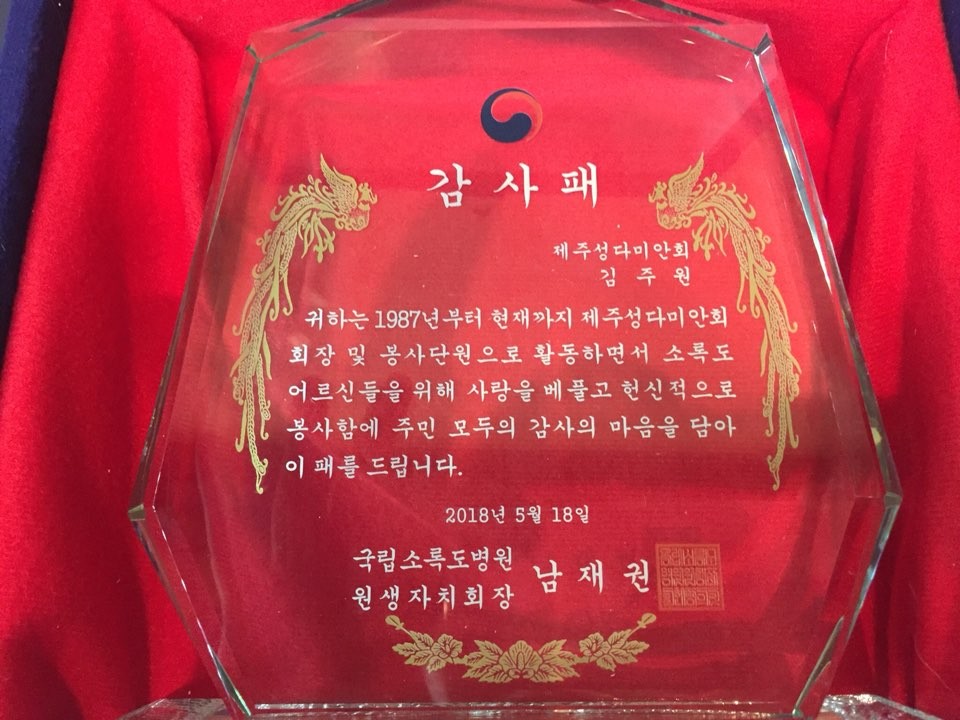 감사패
제주성다미안회
김주원
귀하는 1987년부터 현재까지 제주성다미안회
회장 및 봉사단원으로 활동하면서 소록도
어르신들을 위해 사랑을 베풀고 헌신적으로
봉사함에 주민 모두의 감사의 마음을 담아
이 패를 드립니다.
2018년 5월 18일
국립소록도병원
원생자치회장 남재권